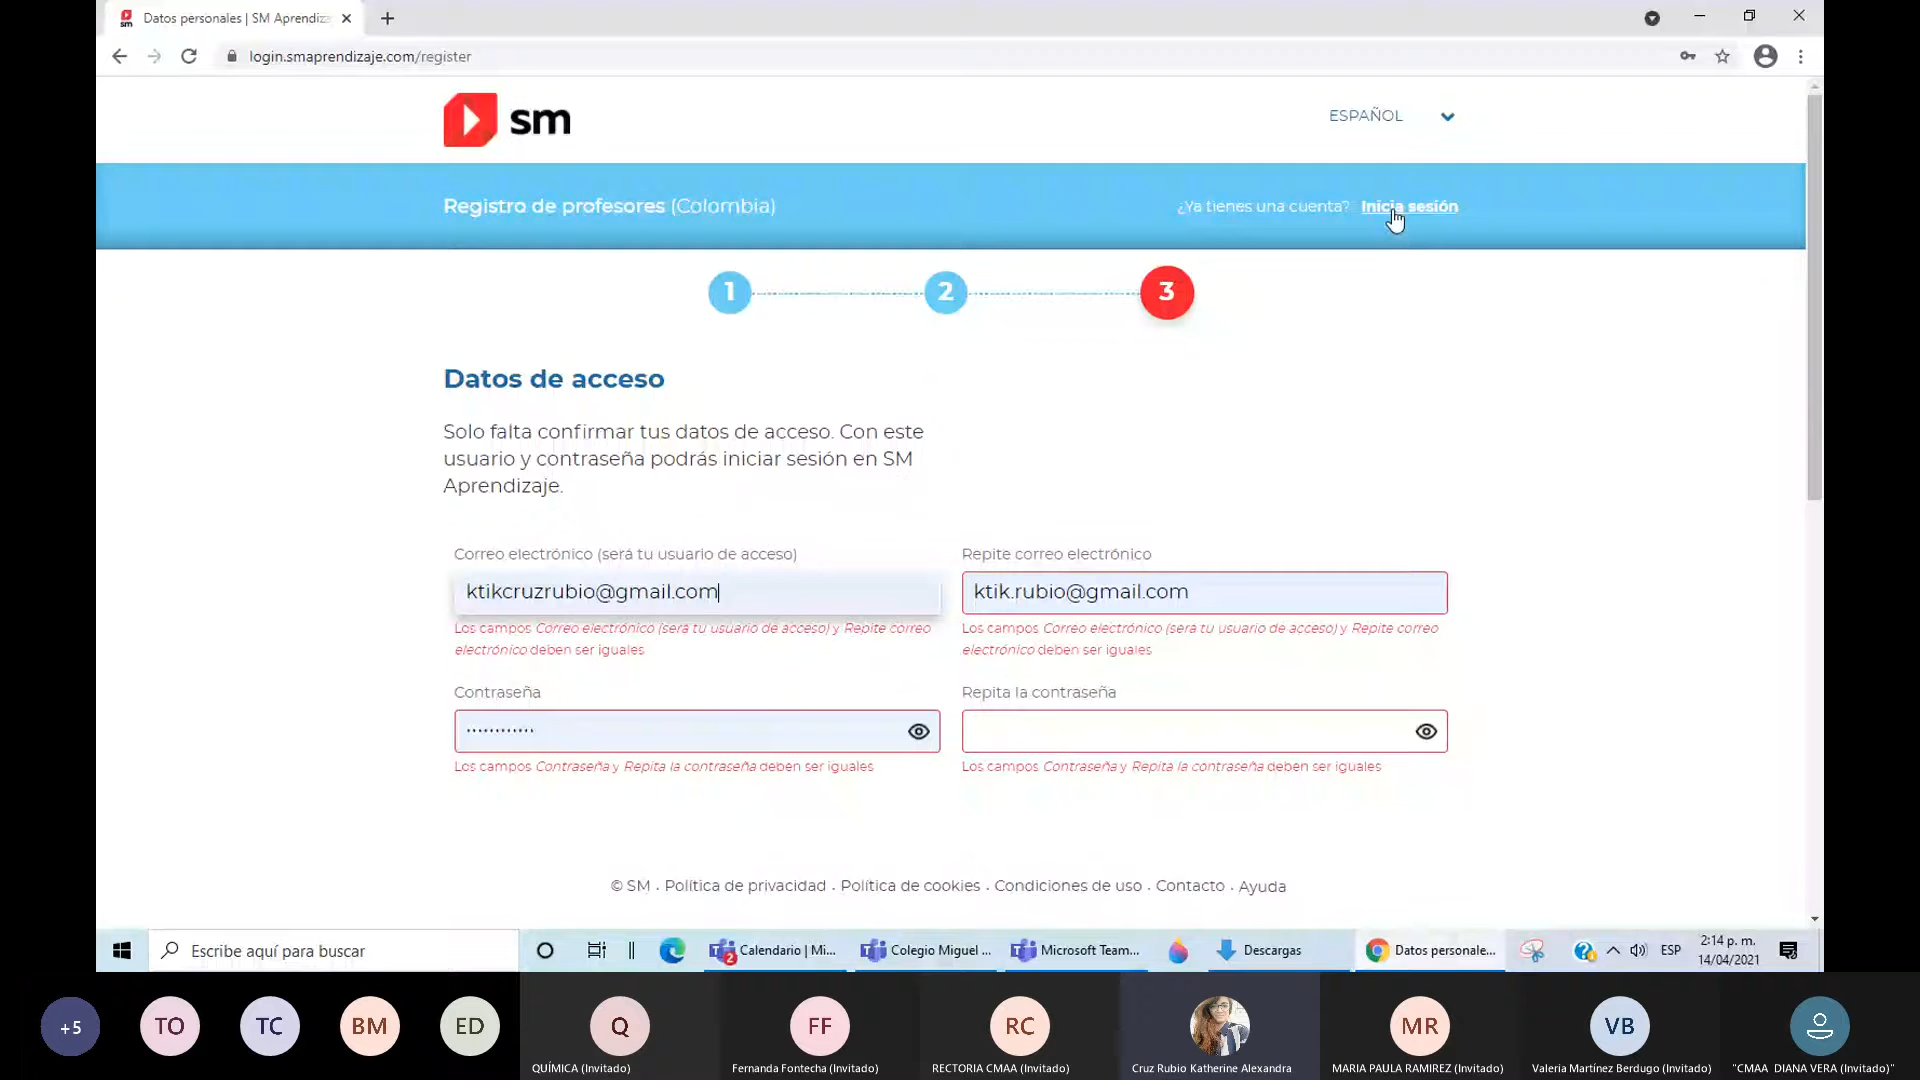 Datos personales | SM Aprendiza
login.smaprendizaje.com/register
sm
ESPAÑOL
Registro de profesores (Colombia)
¿Ya tienes una cuenta? Inicia sesión
1
2
3
Datos de acceso
Solo falta confirmar tus datos de acceso. Con este
usuario y contraseña podrás iniciar sesión en SM
Aprendizaje.
Correo electrónico (será tu usuario de acceso)
Repite correo electrónico
ktikcruzrubio@gmail.com
ktik.rubio@gmail.com
Los campos Correo electrónico (será tu usuario de acceso) y Repite correo
electrónico deben ser iguales
Los campos Correo electrónico (será tu usuario de acceso) y Repite correo
electrónico deben ser iguales
Contraseña
Repita la contraseña
············
Los campos Contraseña y Repita la contraseña deben ser iguales
Los campos Contraseña y Repita la contraseña deben ser iguales
© SM . Política de privacidad . Política de cookies . Condiciones de uso . Contacto . Ayuda
Escribe aquí para buscar
2
Calendario | Mi...
Colegio Miguel ...
Microsoft Team...
Descargas
Datos personale...
ESP
2:14 p. m.
14/04/2021
+5
TO
TC
BM
ED
Q
FF
RC
MR
VB
QUÍMICA (Invitado)
Fernanda Fontecha (Invitado)
RECTORIA CMAA (Invitado)
Cruz Rubio Katherine Alexandra
MARIA PAULA RAMIREZ (Invitado)
Valeria Martínez Berdugo (Invitado)
"CMAA DIANA VERA (Invitado)"